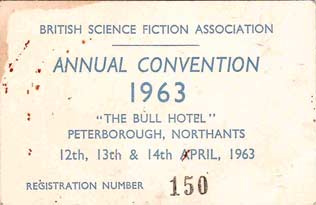 BRITISH SCIENCE FICTION ASSOCIATION
ANNUAL CONVENTION
1963
"THE BULL HOTEL"
PETERBOROUGH, NORTHANTS
12th, 13th & 14th APRIL, 1963
REGISTRATION NUMBER 150